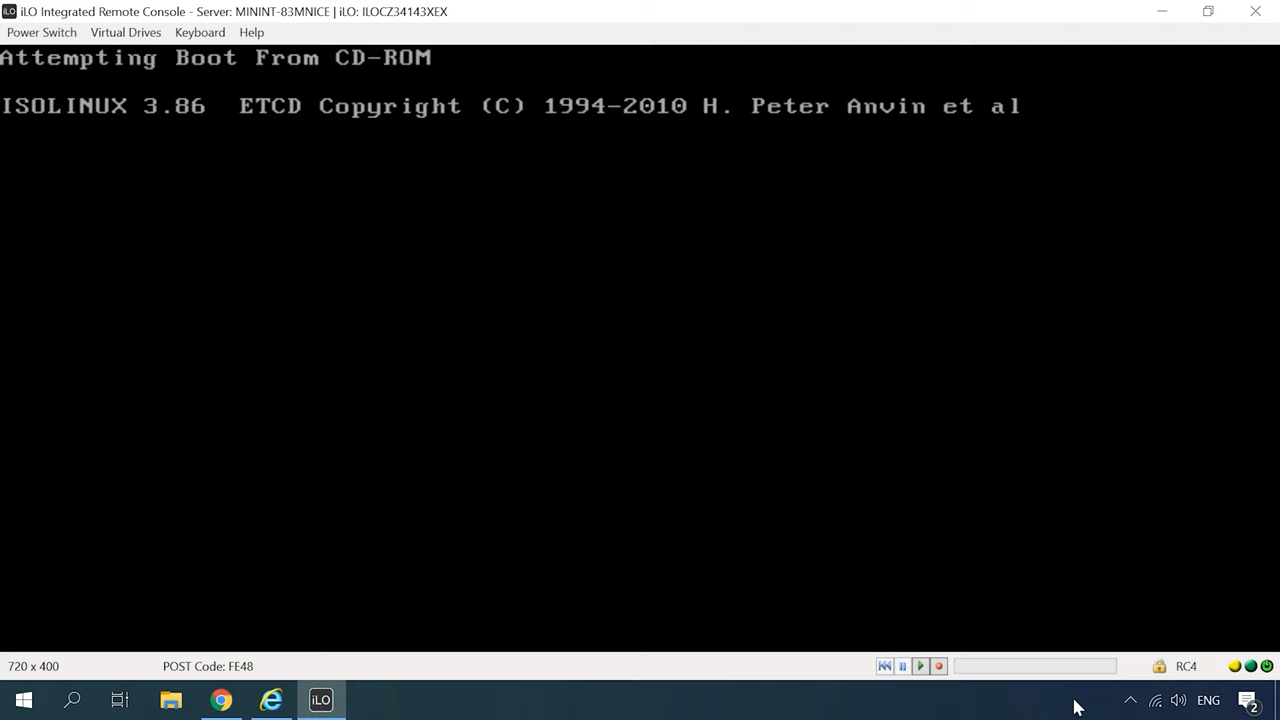 iLO Integrated Remote Console - Server: MININT-83MNICE | iLO: ILOCZ34143XEX
Power Switch Virtual Drives Keyboard Help
Attempting Boot From CD-ROM
ISOLINUX 3.86 ETCD Copyright (C) 1994-2010 H. Peter Anvin et al
720 x 400 POST Code: FE48 RC4
iLO ENG 2